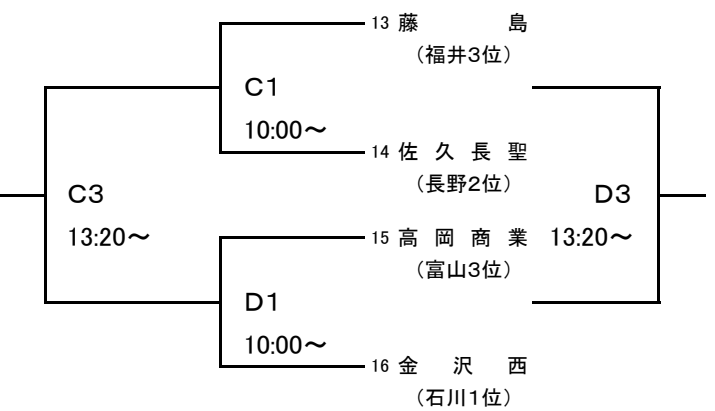 13 藤島
（福井3位）
C1
10:00～
14 佐久長聖
（長野2位）
C3
D3
13:20～
15 高岡商業
13:20～
（富山3位）
D1
10:00～
16 金沢西
（石川1位）